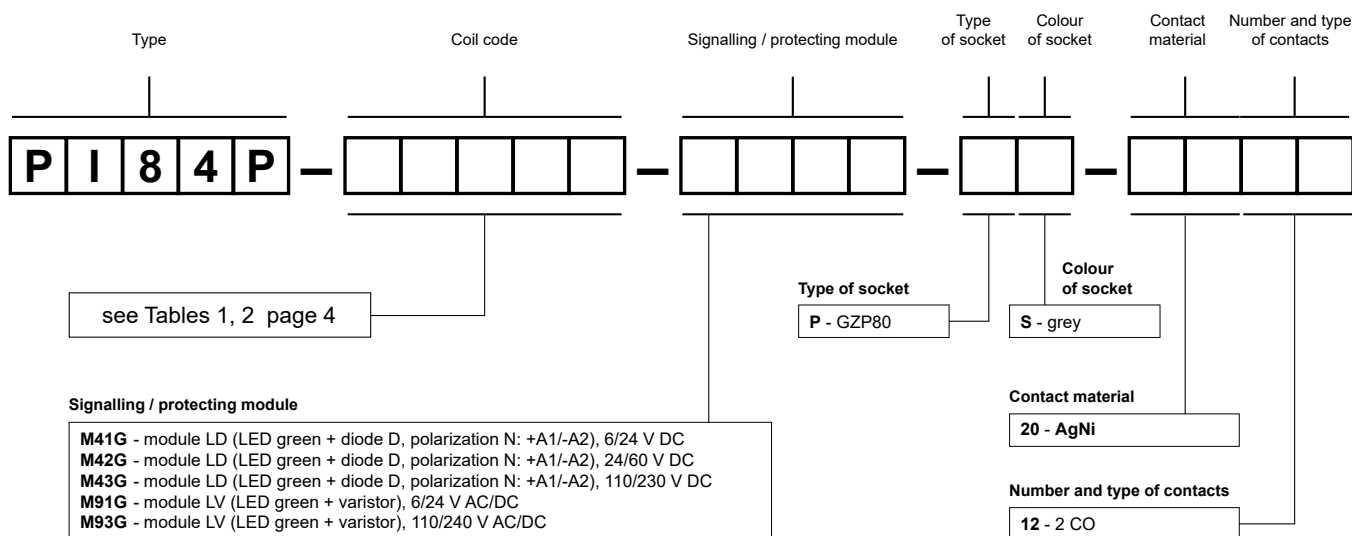 Type
Coil code
Signalling / protecting module
Type
of socket
Colour
of socket
Contact
material
Number and type
of contacts
P I 8 4 P – – – –
see Tables 1, 2 page 4
Type of socket
P - GZP80
Colour
of socket
S - grey
Signalling / protecting module
M41G - module LD (LED green + diode D, polarization N: +A1/-A2), 6/24 V DC
M42G - module LD (LED green + diode D, polarization N: +A1/-A2), 24/60 V DC
M43G - module LD (LED green + diode D, polarization N: +A1/-A2), 110/230 V DC
M91G - module LV (LED green + varistor), 6/24 V AC/DC
M93G - module LV (LED green + varistor), 110/240 V AC/DC
Contact material
20 - AgNi
Number and type of contacts
12 - 2 CO